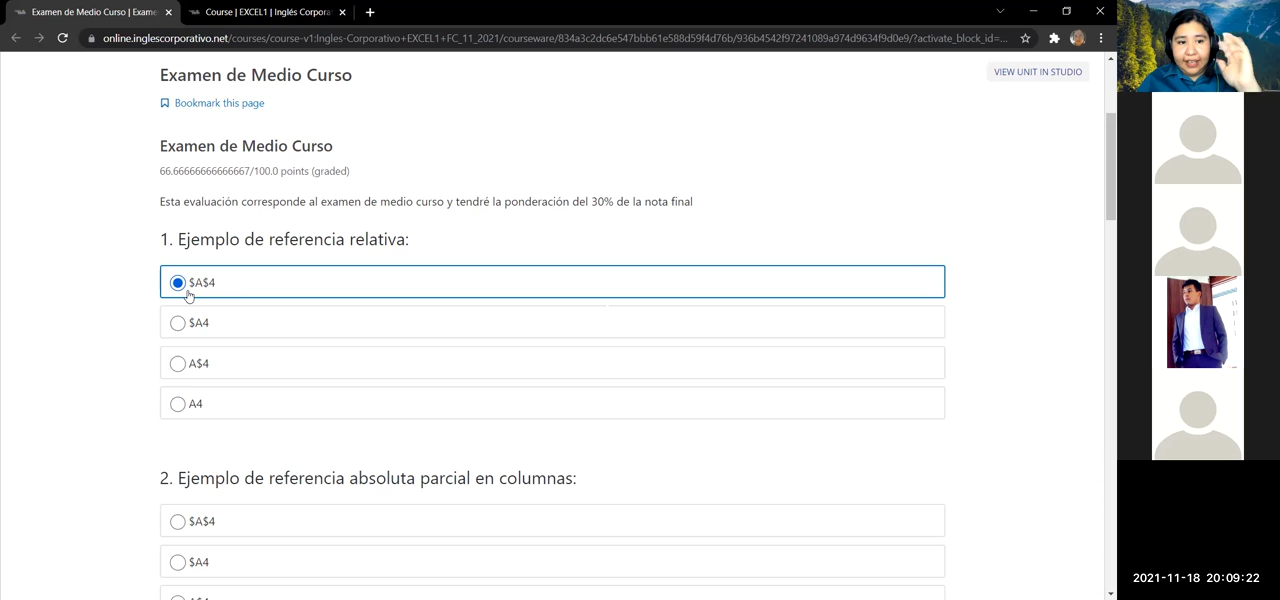 Examen de Medio Curso | Exame
Course | EXCEL1 | Inglés Corpora
online.inglescorporativo.net/courses/course-v1:Ingles-Corporativo+EXCEL1+FC_11_2021/courseware/834a3c2dc6e547bbb61e588d59f4d76b/936b4542f97241089a974d9634f9d0e9/?activate_block_id=...
Examen de Medio Curso
VIEW UNIT IN STUDIO
Bookmark this page
Examen de Medio Curso
66.66666666666667/100.0 points (graded)
Esta evaluación corresponde al examen de medio curso y tendré la ponderación del 30% de la nota final
1. Ejemplo de referencia relativa:
$A$4
$A4
A$4
A4
2. Ejemplo de referencia absoluta parcial en columnas:
$A$4
$A4
2021-11-18 20:09:22